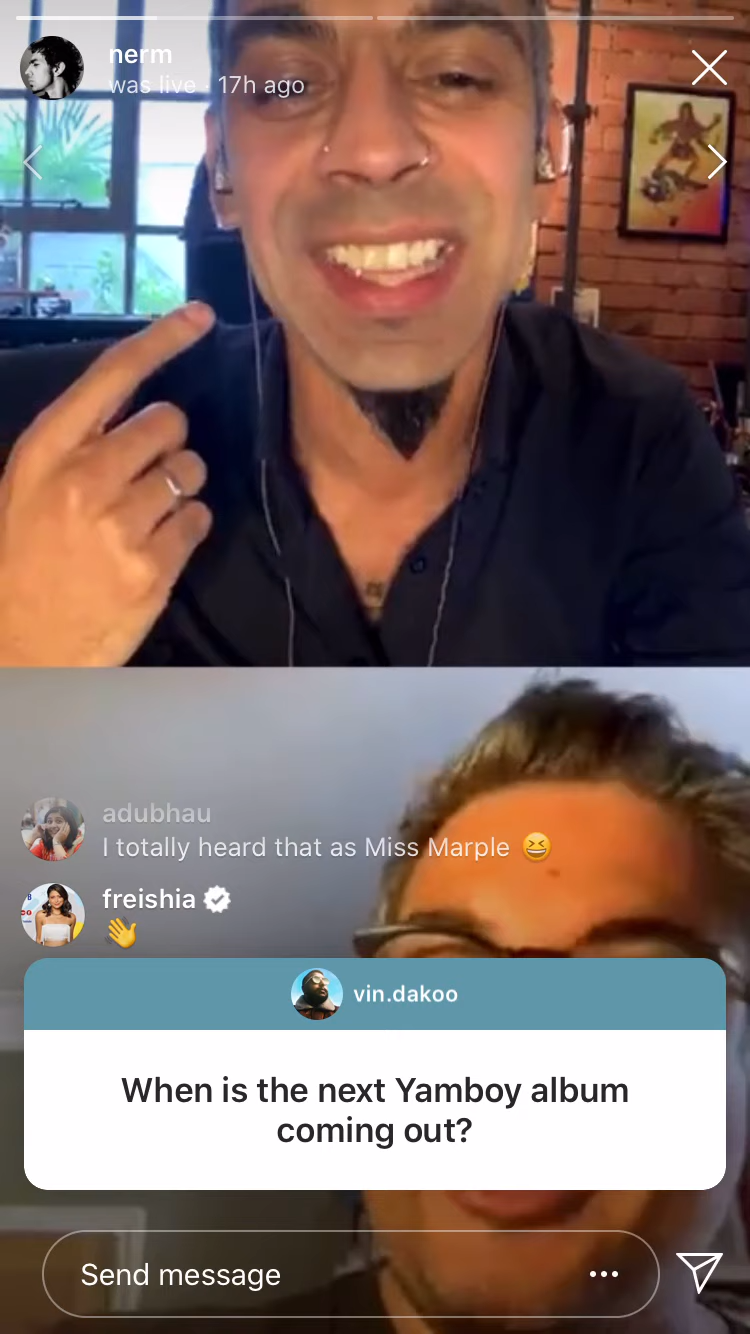 nerm
was live · 17h ago
adubhau
I totally heard that as Miss Marple 😆
freishia
👋
vin.dakoo
When is the next Yamboy album
coming out?
Send message